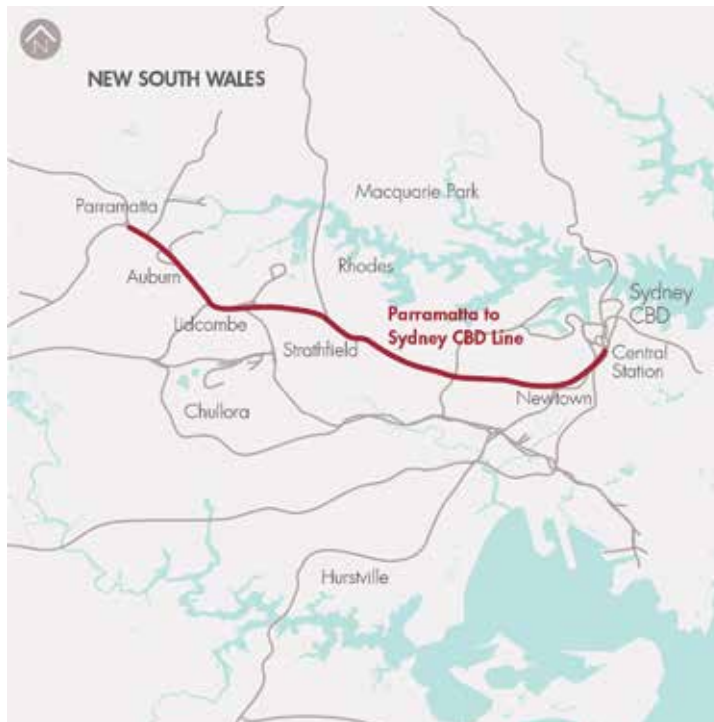 N
NEW SOUTH WALES
Macquarie Park
Parramatta
Rhodes
Auburn
Sydney
CBD
Parramatta to
Sydney CBD Line
Lidcombe
Strathfield
Central
Station
Newtown
Chullora
Hurstville